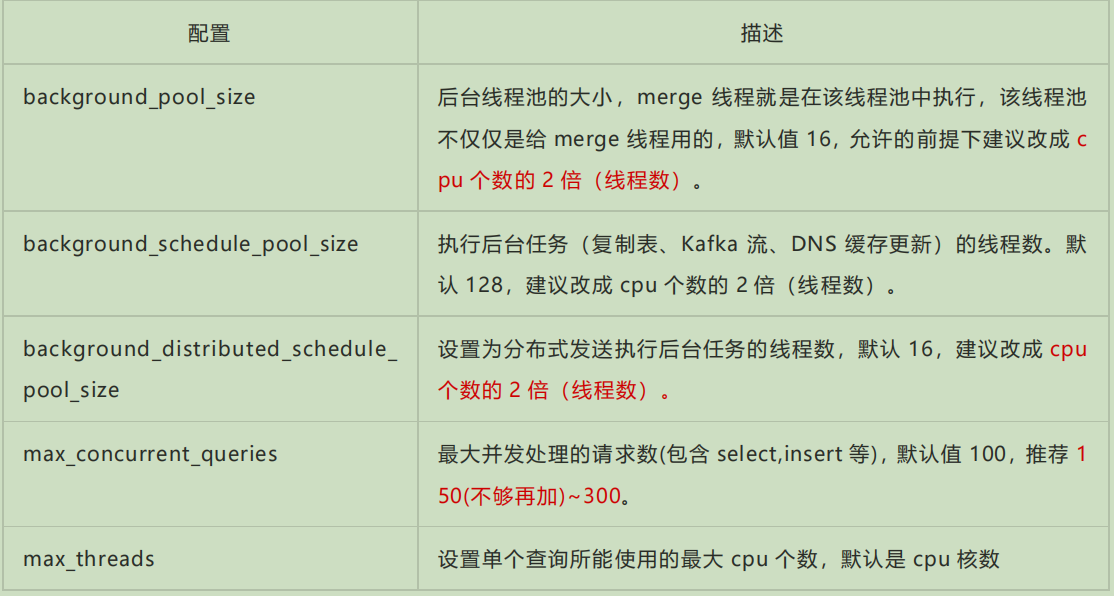 配置
描述
background_pool_size
后台线程池的大小，merge 线程就是在该线程池中执行，该线程池
不仅仅是给 merge 线程用的，默认值 16，允许的前提下建议改成 c
pu 个数的 2 倍（线程数）。
background_schedule_pool_size
执行后台任务（复制表、Kafka 流、DNS 缓存更新）的线程数。默
认 128，建议改成 cpu 个数的 2 倍（线程数）。
background_distributed_schedule_
pool_size
设置为分布式发送执行后台任务的线程数，默认 16，建议改成 cpu
个数的 2 倍（线程数）。
max_concurrent_queries
最大并发处理的请求数(包含 select,insert 等)，默认值 100，推荐 1
50(不够再加)~300。
max_threads
设置单个查询所能使用的最大 cpu 个数，默认是 cpu 核数